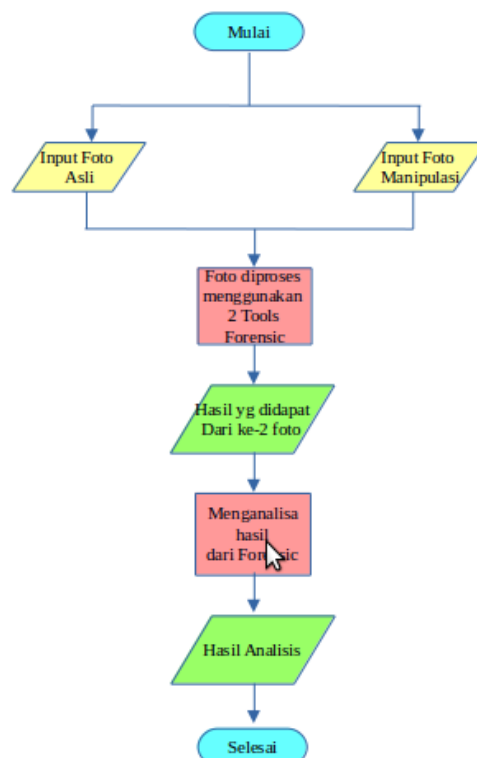 Mulai
Input Foto
Asli
Input Foto
Manipulasi
Foto diproses
menggunakan
2 Tools
Forensic
Hasil yg didapat
Dari ke-2 foto
Menganalisa
hasil
dari Forensic
Hasil Analisis
Selesai